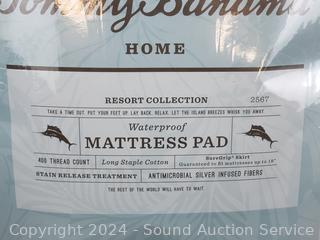 Tommy Bahama
HOME
RESORT COLLECTION 2567
TAKE A TIME OUT. PUT YOUR FEET UP. LAY BACK. RELAX. LET THE ISLAND BREEZES WHISK YOU AWAY.
Waterproof
MATTRESS PAD
400 THREAD COUNT
Long Staple Cotton
SureGrip® Skirt
Guaranteed to fit mattresses up to 18"
STAIN RELEASE TREATMENT
ANTIMICROBIAL SILVER INFUSED FIBERS
THE REST OF THE WORLD WILL HAVE TO WAIT.
Copyright 2024 - Sound Auction Service